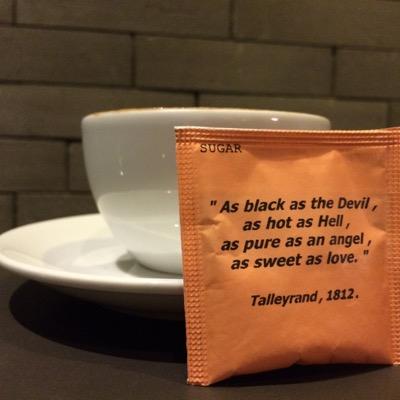 SUGAR
" As black as the Devil ,
as hot as Hell ,
as pure as an angel ,
as sweet as love. "
Talleyrand , 1812 .